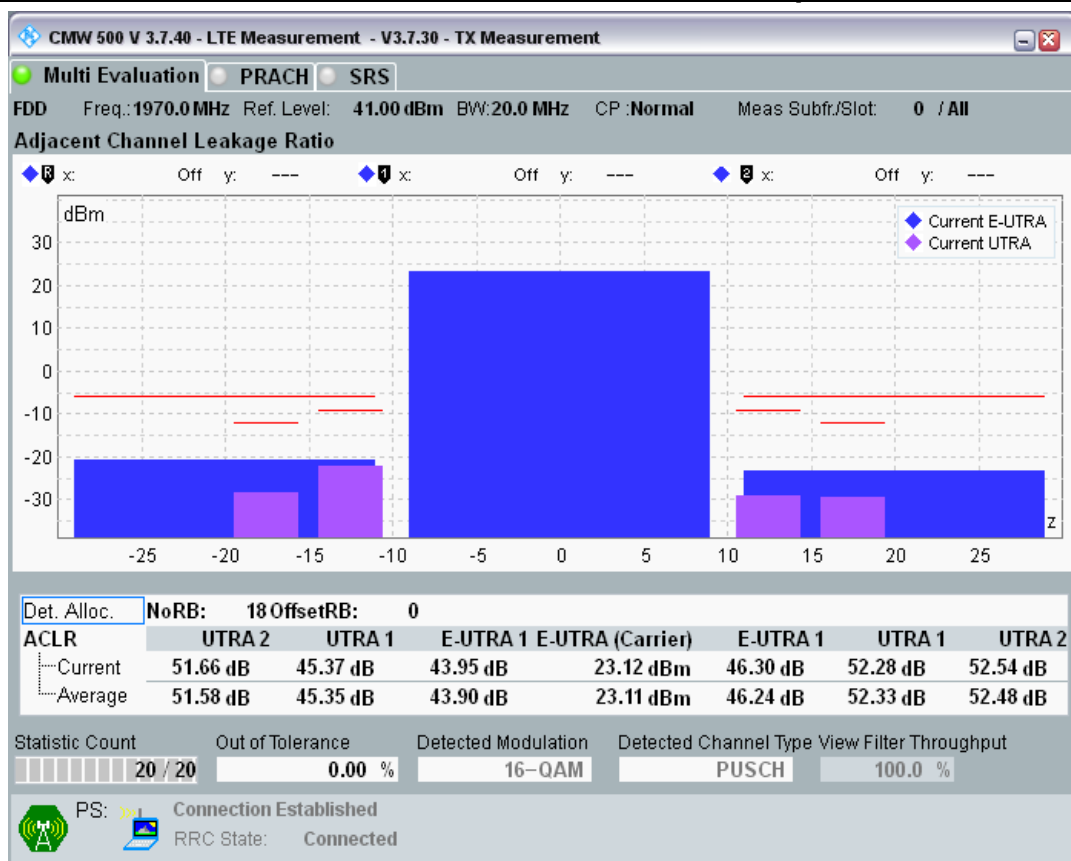 CMW 500 V 3.7.40 - LTE Measurement - V3.7.30 - TX Measurement
Multi Evaluation PRACH SRS
FDD Freq.: 1970.0 MHz Ref. Level: 41.00 dBm BW: 20.0 MHz CP : Normal Meas Subfr./Slot: 0 / All
Adjacent Channel Leakage Ratio
R x: Off y: --- 1 x: Off y: --- 2 x: Off y: ---
dBm
Current E-UTRA
Current UTRA
30
20
10
0
-10
-20
-30
z
-25 -20 -15 -10 -5 0 5 10 15 20 25
Det. Alloc. NoRB: 18 OffsetRB: 0
ACLR UTRA 2 UTRA 1 E-UTRA 1 E-UTRA (Carrier) E-UTRA 1 UTRA 1 UTRA 2
Current 51.66 dB 45.37 dB 43.95 dB 23.12 dBm 46.30 dB 52.28 dB 52.54 dB
Average 51.58 dB 45.35 dB 43.90 dB 23.11 dBm 46.24 dB 52.33 dB 52.48 dB
Statistic Count Out of Tolerance Detected Modulation Detected Channel Type View Filter Throughput
20 / 20 0.00 % 16-QAM PUSCH 100.0 %
PS: Connection Established
RRC State: Connected